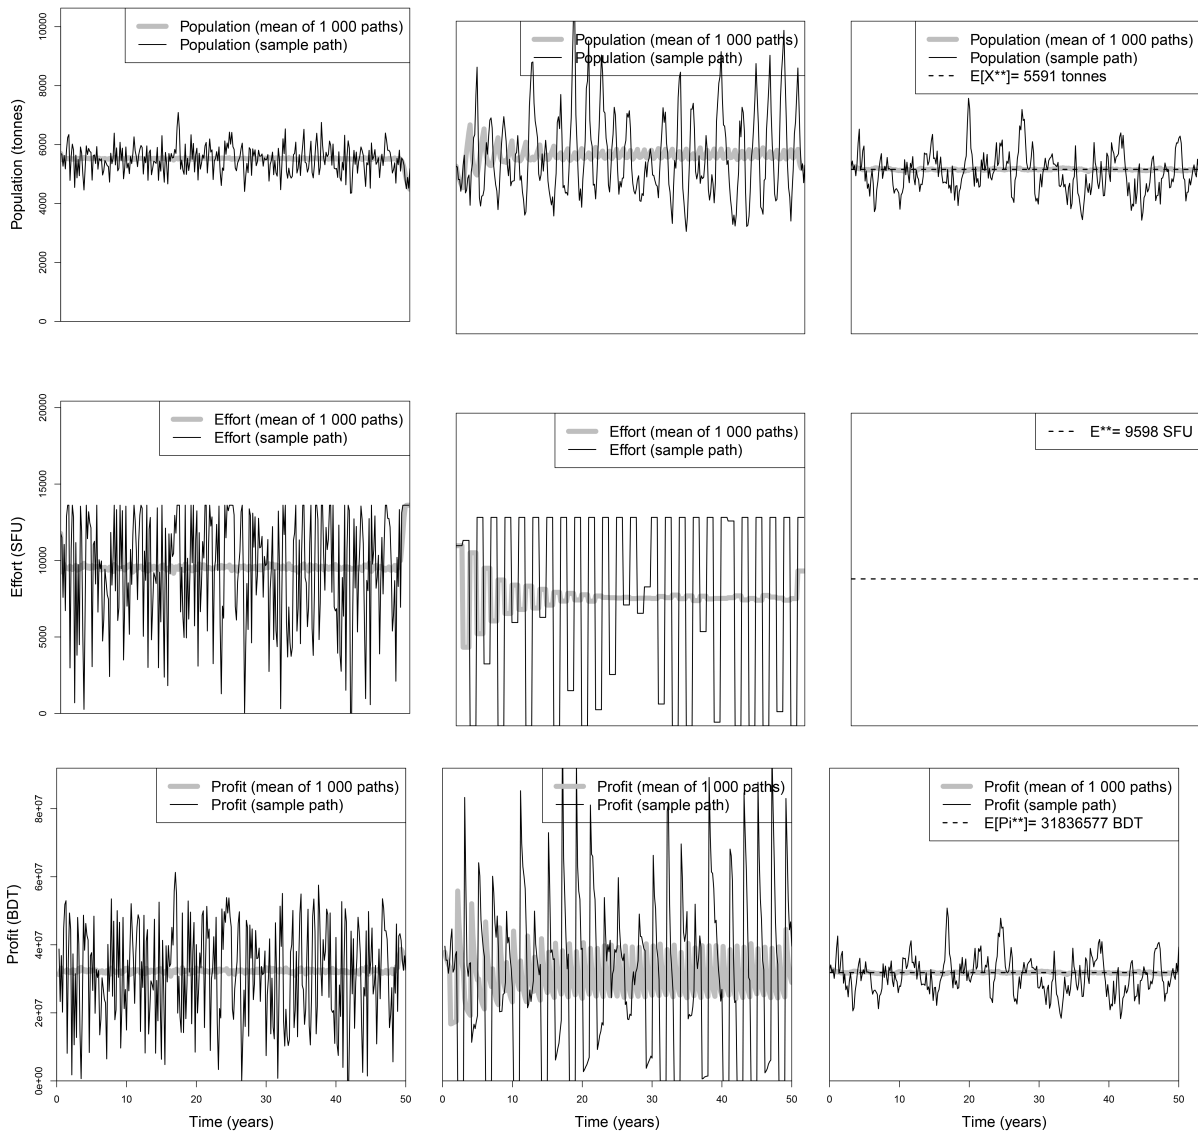 Population (mean of 1 000 paths)
Population (sample path)
Population (mean of 1 000 paths)
Population (sample path)
Population (mean of 1 000 paths)
Population (sample path)
E[X**]= 5591 tonnes
Population (tonnes)
10000
8000
6000
4000
2000
0
Effort (mean of 1 000 paths)
Effort (sample path)
Effort (mean of 1 000 paths)
Effort (sample path)
E**= 9598 SFU
Effort (SFU)
20000
15000
10000
5000
0
Profit (mean of 1 000 paths)
Profit (sample path)
Profit (mean of 1 000 paths)
Profit (sample path)
Profit (mean of 1 000 paths)
Profit (sample path)
E[Pi**]= 31836577 BDT
Profit (BDT)
8e+07
6e+07
4e+07
2e+07
0e+00
0 10 20 30 40 50
0 10 20 30 40 50
0 10 20 30 40 50
Time (years)
Time (years)
Time (years)